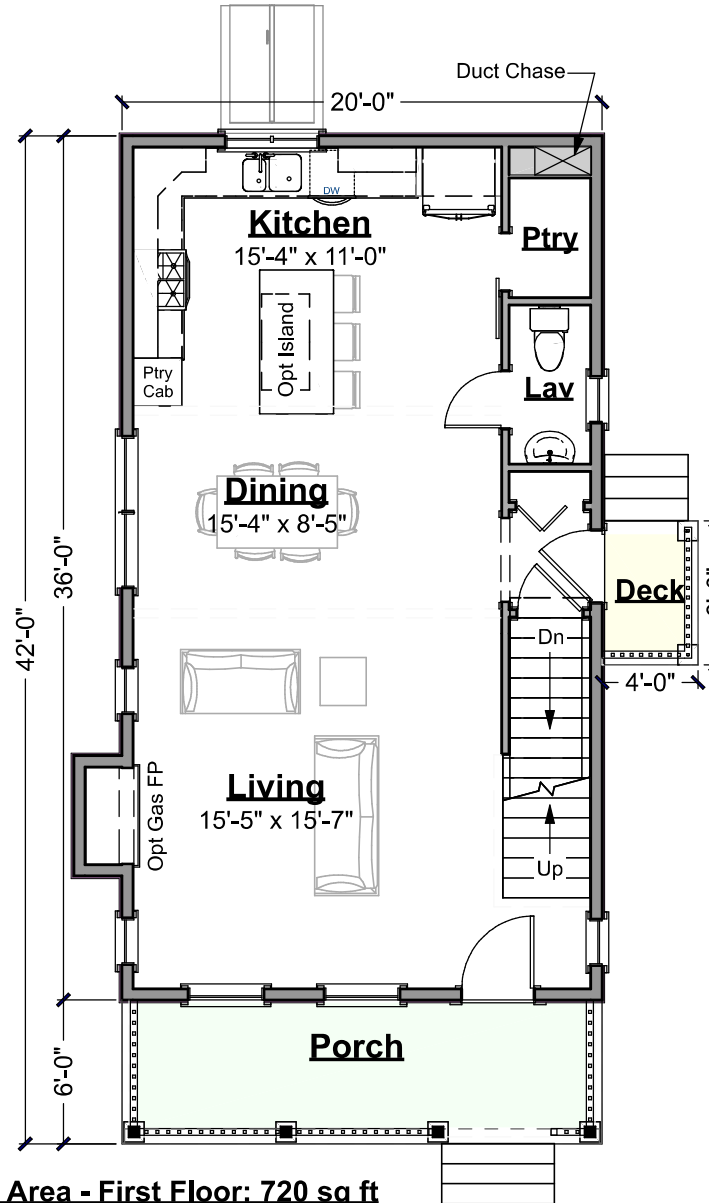 Duct Chase
20'-0"
DW
Kitchen
15'-4" x 11'-0"
Ptry
Opt Island
Ptry
Cab
Lav
Dining
15'-4" x 8'-5"
36'-0"
42'-0"
Deck
Dn
4'-0"
Living
15'-5" x 15'-7"
Opt Gas FP
Up
Porch
6'-0"
Area - First Floor: 720 sq ft